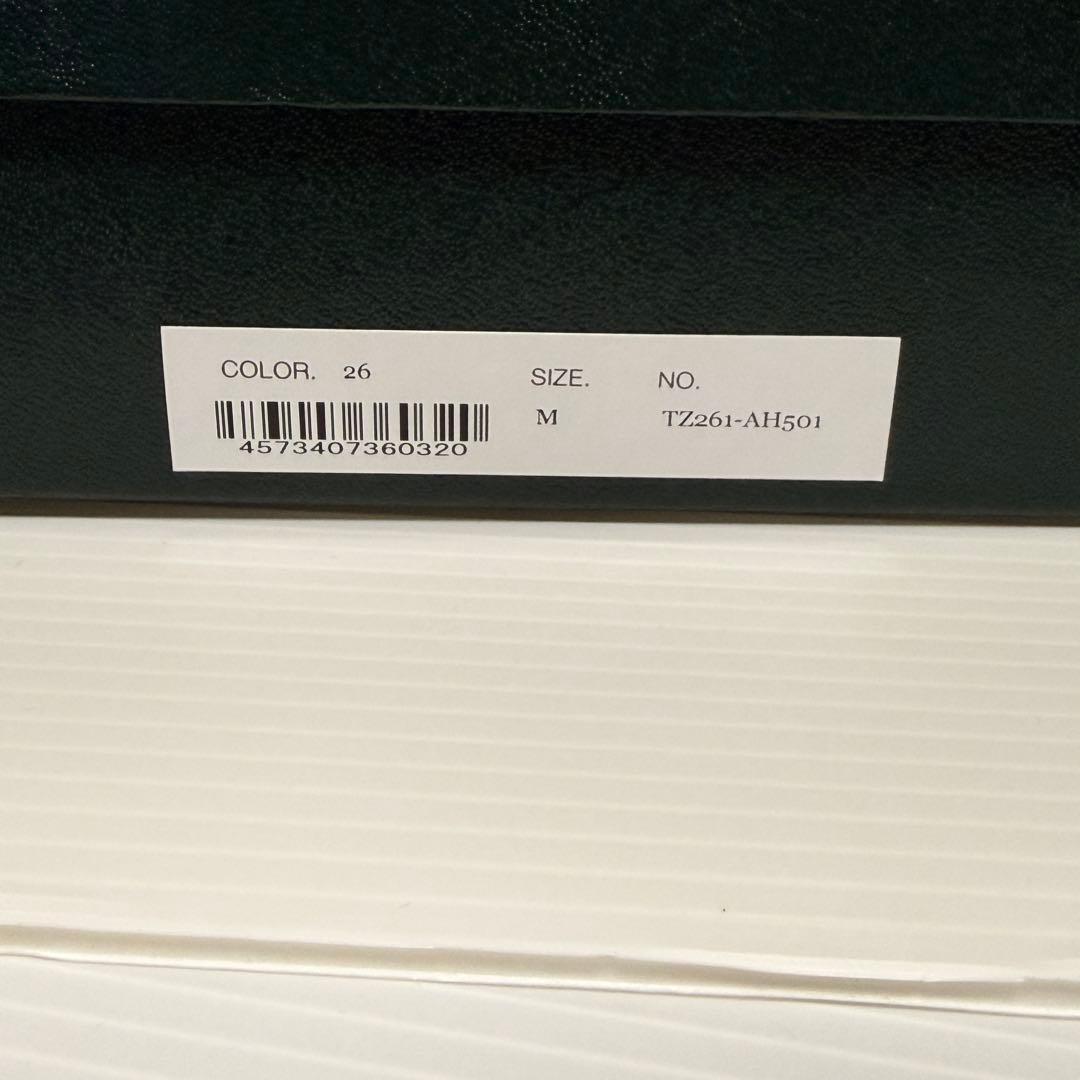 COLOR. 26
4573407360320
SIZE.
M
NO.
TZ261-AH501